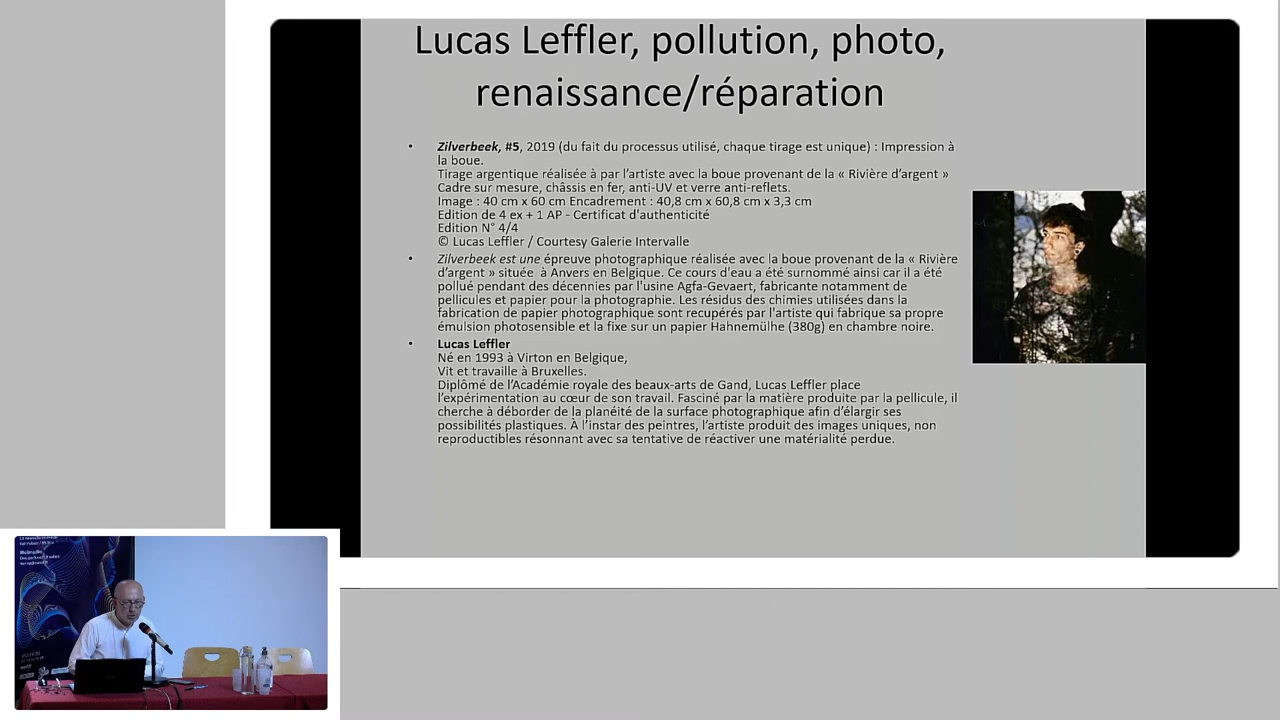 Lucas Leffler, pollution, photo,
renaissance/réparation
• Zilverbeek, #5, 2019 (du fait du processus utilisé, chaque tirage est unique) : Impression à
la boue.
Tirage argentique réalisée à par l’artiste avec la boue provenant de la « Rivière d’argent »
Cadre sur mesure, châssis en fer, anti-UV et verre anti-reflets.
Image : 40 cm x 60 cm Encadrement : 40,8 cm x 60,8 cm x 3,3 cm
Edition de 4 ex + 1 AP - Certificat d'authenticité
Edition N° 4/4
© Lucas Leffler / Courtesy Galerie Intervalle
• Zilverbeek est une épreuve photographique réalisée avec la boue provenant de la « Rivière
d’argent » située à Anvers en Belgique. Ce cours d'eau a été surnommé ainsi car il a été
pollué pendant des décennies par l'usine Agfa-Gevaert, fabricante notamment de
pellicules et papier pour la photographie. Les résidus des chimies utilisées dans la
fabrication de papier photographique sont recupérés par l'artiste qui fabrique sa propre
émulsion photosensible et la fixe sur un papier Hahnemülhe (380g) en chambre noire.
• Lucas Leffler
Né en 1993 à Virton en Belgique,
Vit et travaille à Bruxelles.
Diplômé de l’Académie royale des beaux-arts de Gand, Lucas Leffler place
l’expérimentation au cœur de son travail. Fasciné par la matière produite par la pellicule, il
cherche à déborder de la planéité de la surface photographique afin d’élargir ses
possibilités plastiques. À l’instar des peintres, l’artiste produit des images uniques, non
reproductibles résonnant avec sa tentative de réactiver une matérialité perdue.